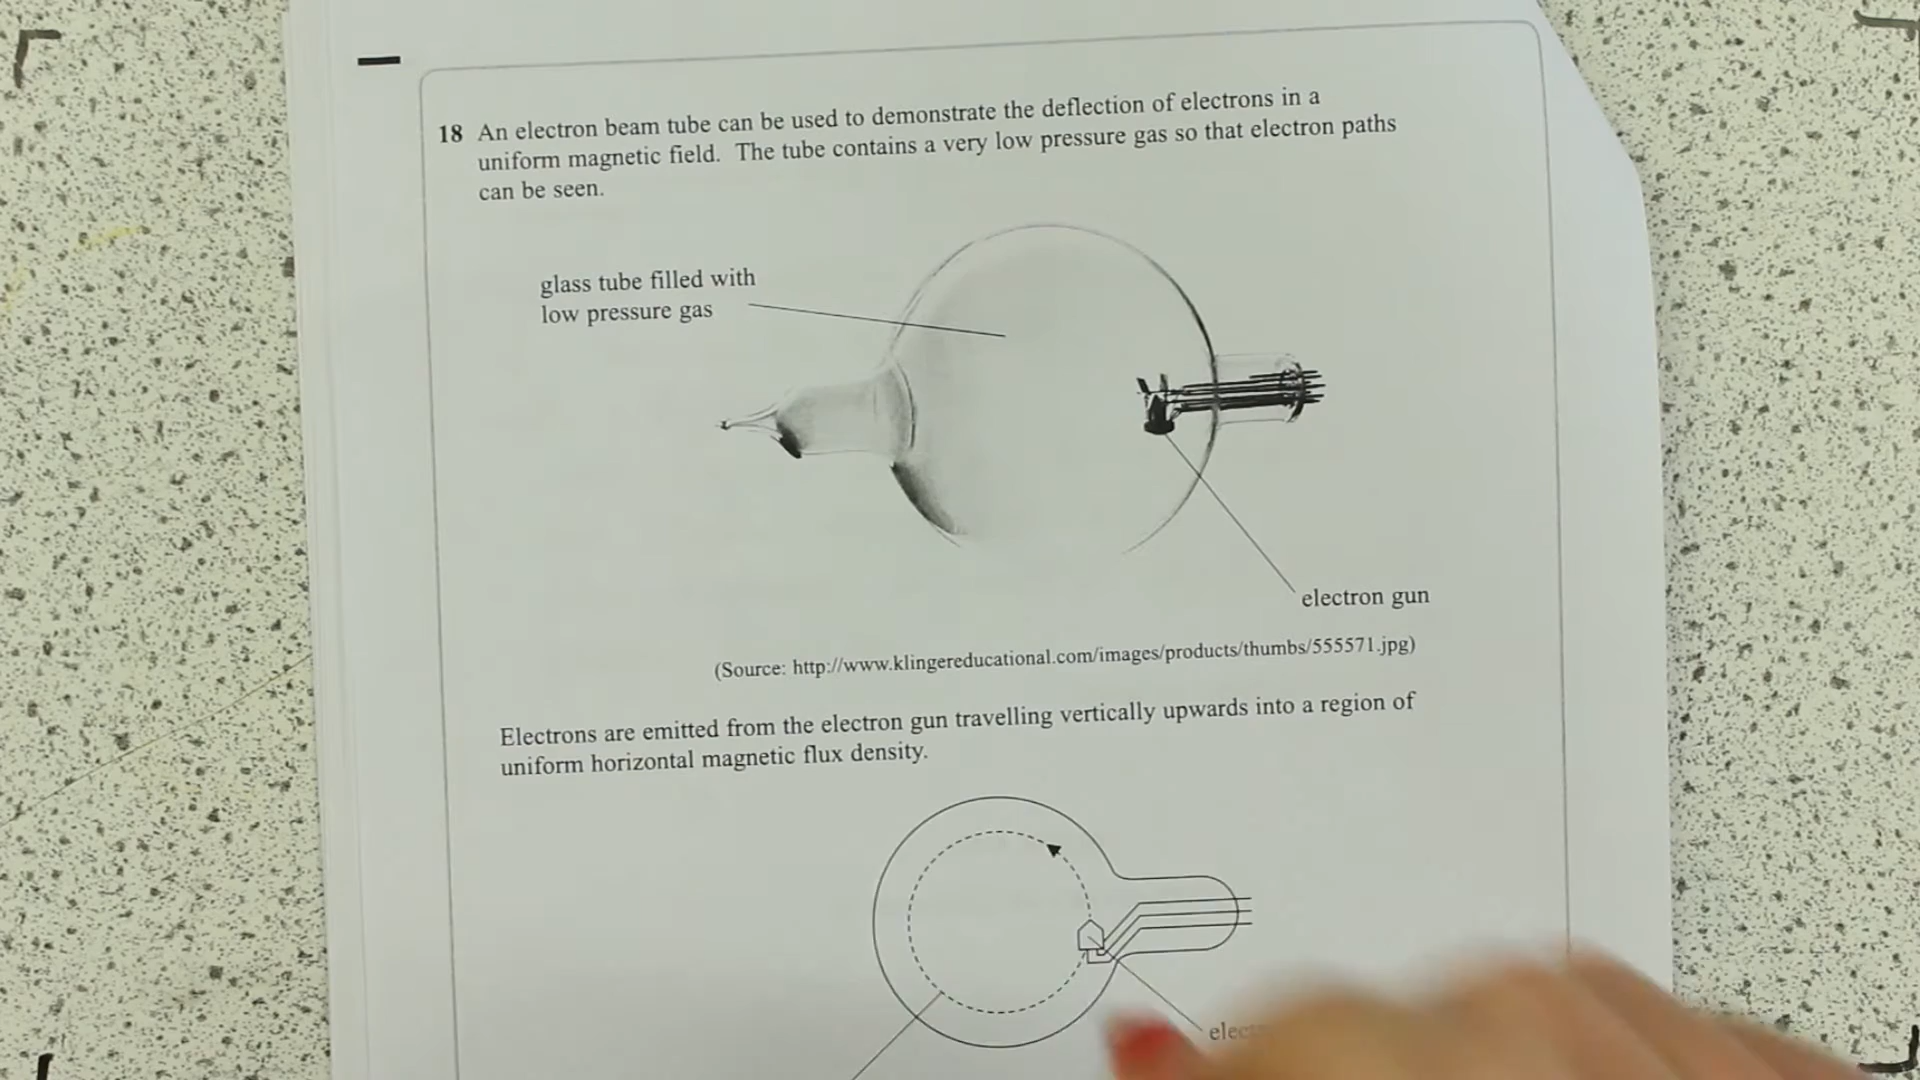 18 An electron beam tube can be used to demonstrate the deflection of electrons in a
uniform magnetic field. The tube contains a very low pressure gas so that electron paths
can be seen.
glass tube filled with
low pressure gas
electron gun
(Source: http://www.klingereducational.com/images/products/thumbs/555571.jpg)
Electrons are emitted from the electron gun travelling vertically upwards into a region of
uniform horizontal magnetic flux density.